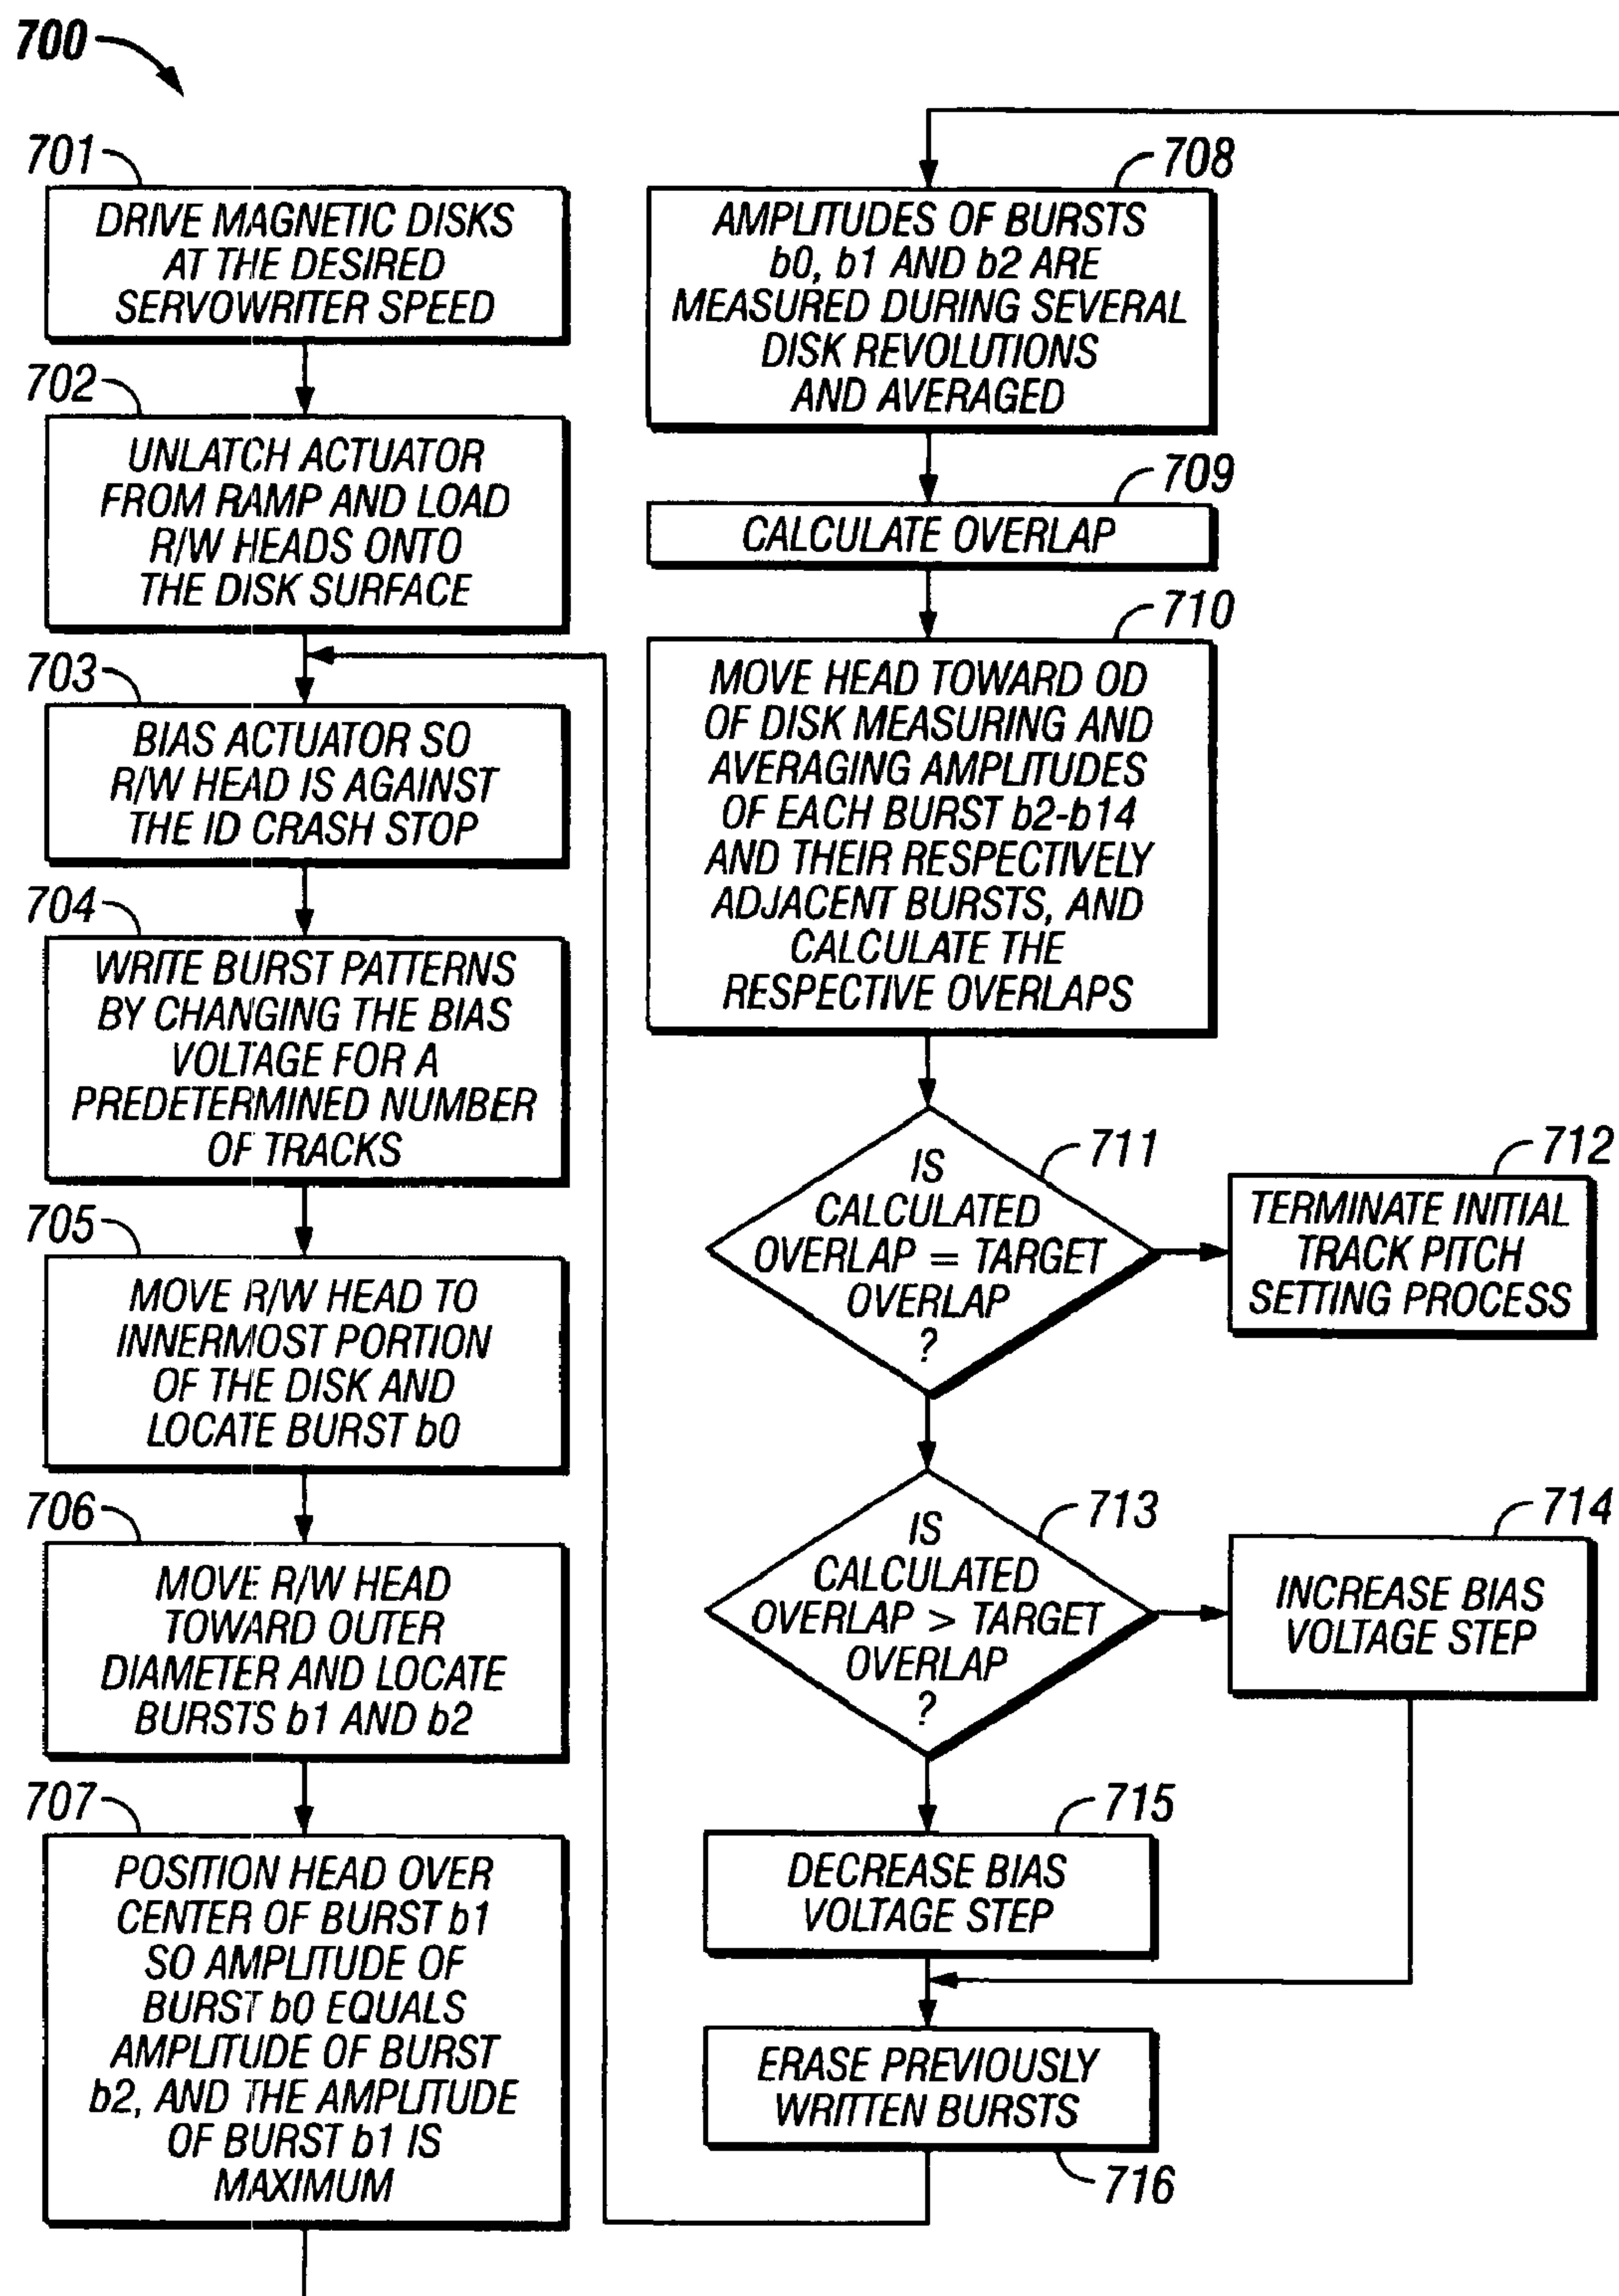 700
701
DRIVE MAGNETIC DISKS
AT THE DESIRED
SERVOWRITER SPEED
702
UNLATCH ACTUATOR
FROM RAMP AND LOAD
R/W HEADS ONTO
THE DISK SURFACE
703
BIAS ACTUATOR SO
R/W HEAD IS AGAINST
THE ID CRASH STOP
704
WRITE BURST PATTERNS
BY CHANGING THE BIAS
VOLTAGE FOR A
PREDETERMINED NUMBER
OF TRACKS
705
MOVE R/W HEAD TO
INNERMOST PORTION
OF THE DISK AND
LOCATE BURST b0
706
MOVE R/W HEAD
TOWARD OUTER
DIAMETER AND LOCATE
BURSTS b1 AND b2
707
POSITION HEAD OVER
CENTER OF BURST b1
SO AMPLITUDE OF
BURST b0 EQUALS
AMPLITUDE OF BURST
b2, AND THE AMPLITUDE
OF BURST b1 IS
MAXIMUM
708
AMPLITUDES OF BURSTS
b0, b1 AND b2 ARE
MEASURED DURING SEVERAL
DISK REVOLUTIONS
AND AVERAGED
709
CALCULATE OVERLAP
710
MOVE HEAD TOWARD OD
OF DISK MEASURING AND
AVERAGING AMPLITUDES
OF EACH BURST b2-b14
AND THEIR RESPECTIVELY
ADJACENT BURSTS, AND
CALCULATE THE
RESPECTIVE OVERLAPS
711
IS
CALCULATED
OVERLAP = TARGET
OVERLAP
?
712
TERMINATE INITIAL
TRACK PITCH
SETTING PROCESS
713
IS
CALCULATED
OVERLAP > TARGET
OVERLAP
?
714
INCREASE BIAS
VOLTAGE STEP
715
DECREASE BIAS
VOLTAGE STEP
ERASE PREVIOUSLY
WRITTEN BURSTS
716